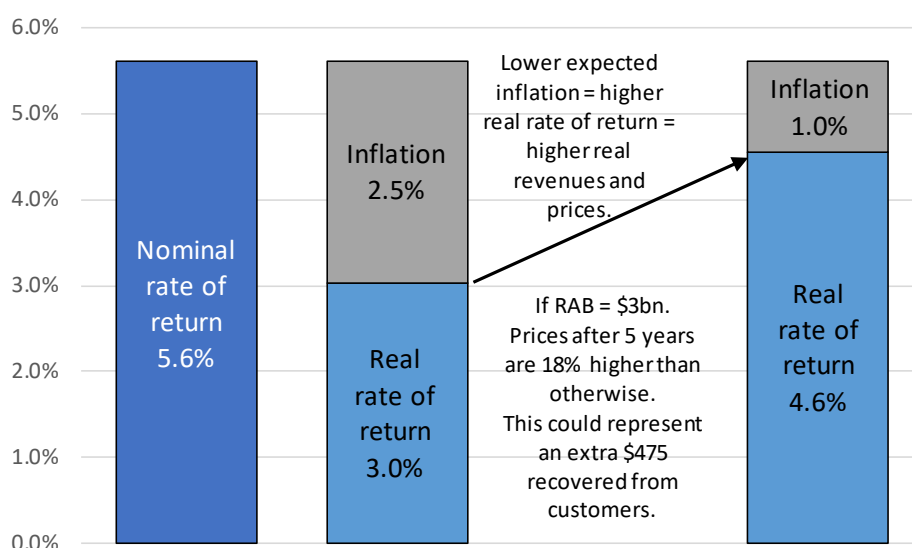 6.0%
5.0%
4.0%
3.0%
2.0%
1.0%
0.0%
Nominal
rate of
return
5.6%
Inflation
2.5%
Real
rate of
return
3.0%
Lower expected
inflation = higher
real rate of return =
higher real
revenues and
prices.
If RAB = $3bn.
Prices after 5 years
are 18% higher than
otherwise.
This could represent
an extra $475
recovered from
customers.
Inflation
1.0%
Real
rate of
return
4.6%